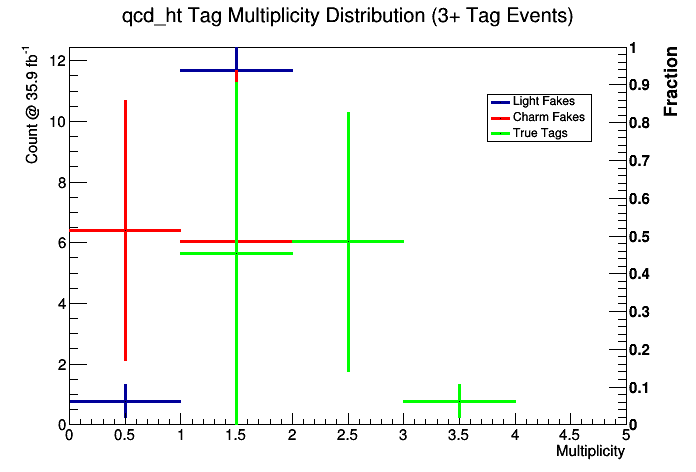 qcd_ht Tag Multiplicity Distribution (3+ Tag Events)
Count @ 35.9 fb-1
Fraction
12
10
8
6
4
2
0
1
0.9
0.8
0.7
0.6
0.5
0.4
0.3
0.2
0.1
0
Light Fakes
Charm Fakes
True Tags
0 0.5 1 1.5 2 2.5 3 3.5 4 4.5 5
Multiplicity